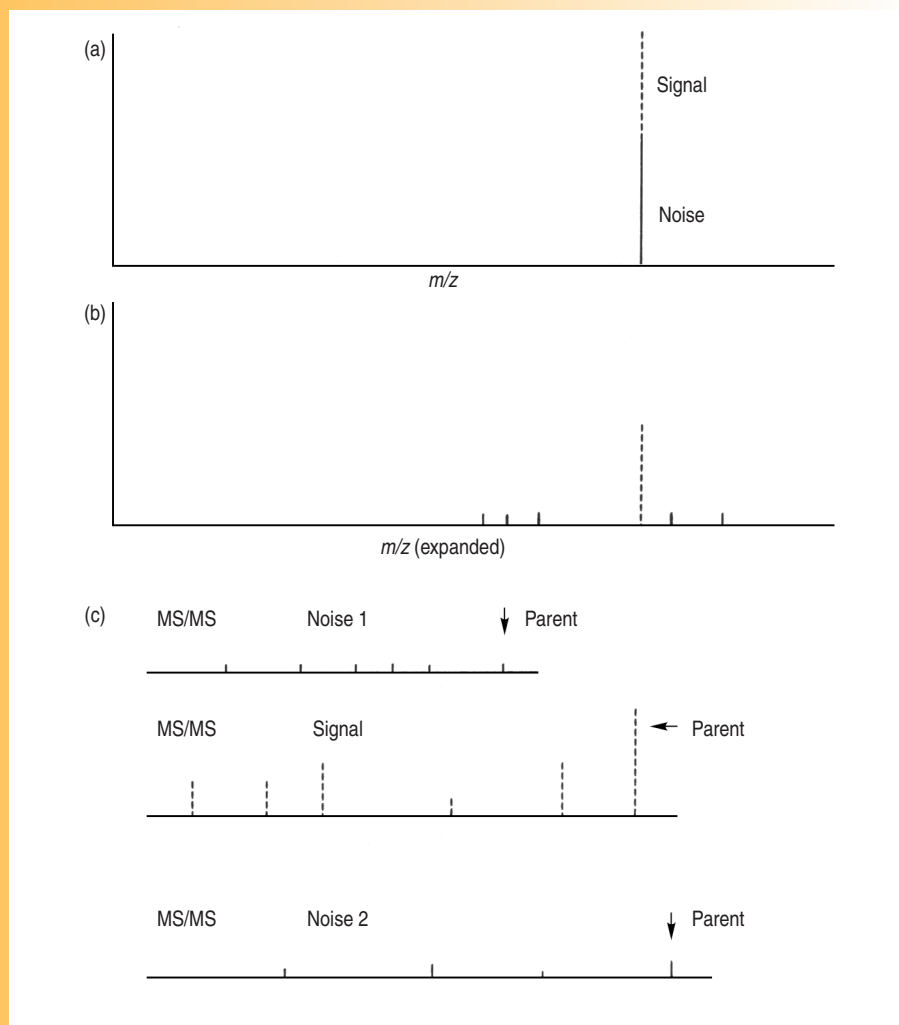 (a)
Signal
Noise
m/z
(b)
m/z (expanded)
(c) MS/MS Noise 1 Parent
MS/MS Signal Parent
MS/MS Noise 2 Parent